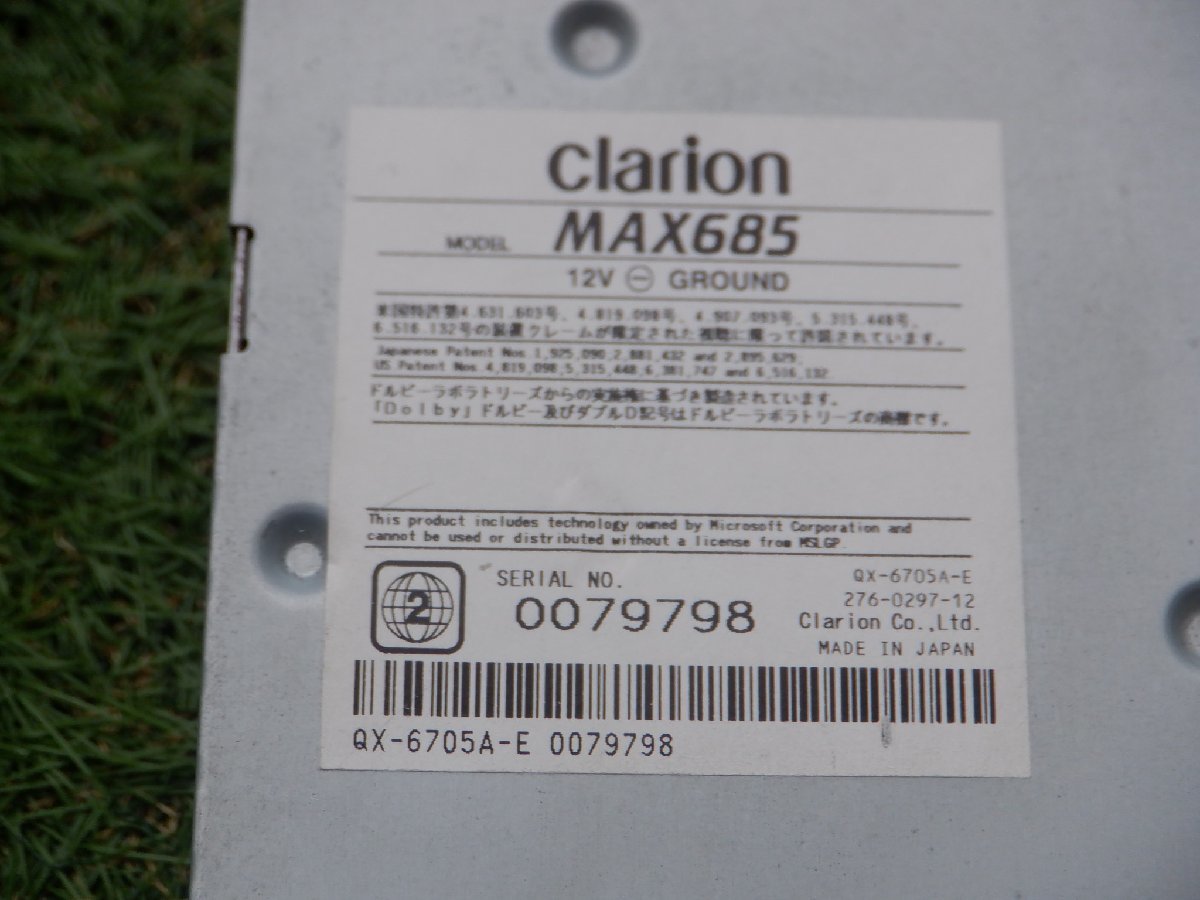 clarion
MODEL MAX685
12V ⊖ GROUND
米国特許第4.631.603号、4.819.098号、4.907.093号、5.315.448号、
6.516.132号の装置クレームが限定された視聴に限って許諾されています。
Japanese Patent Nos.1,925,090,2,881,432 and 2,895,629;
US Patent Nos.4,819,098,5,315,448,6,381,747 and 6,516,132
ドルビーラボラトリーズからの実施権に基づき製造されています。
「Dolby」ドルビー及びダブルD記号はドルビーラボラトリーズの商標です。
This product includes technology owned by Microsoft Corporation and
cannot be used or distributed without a license from MSLGP.
2
SERIAL NO.
0079798
QX-6705A-E
276-0297-12
Clarion Co.,Ltd.
MADE IN JAPAN
QX-6705A-E 0079798